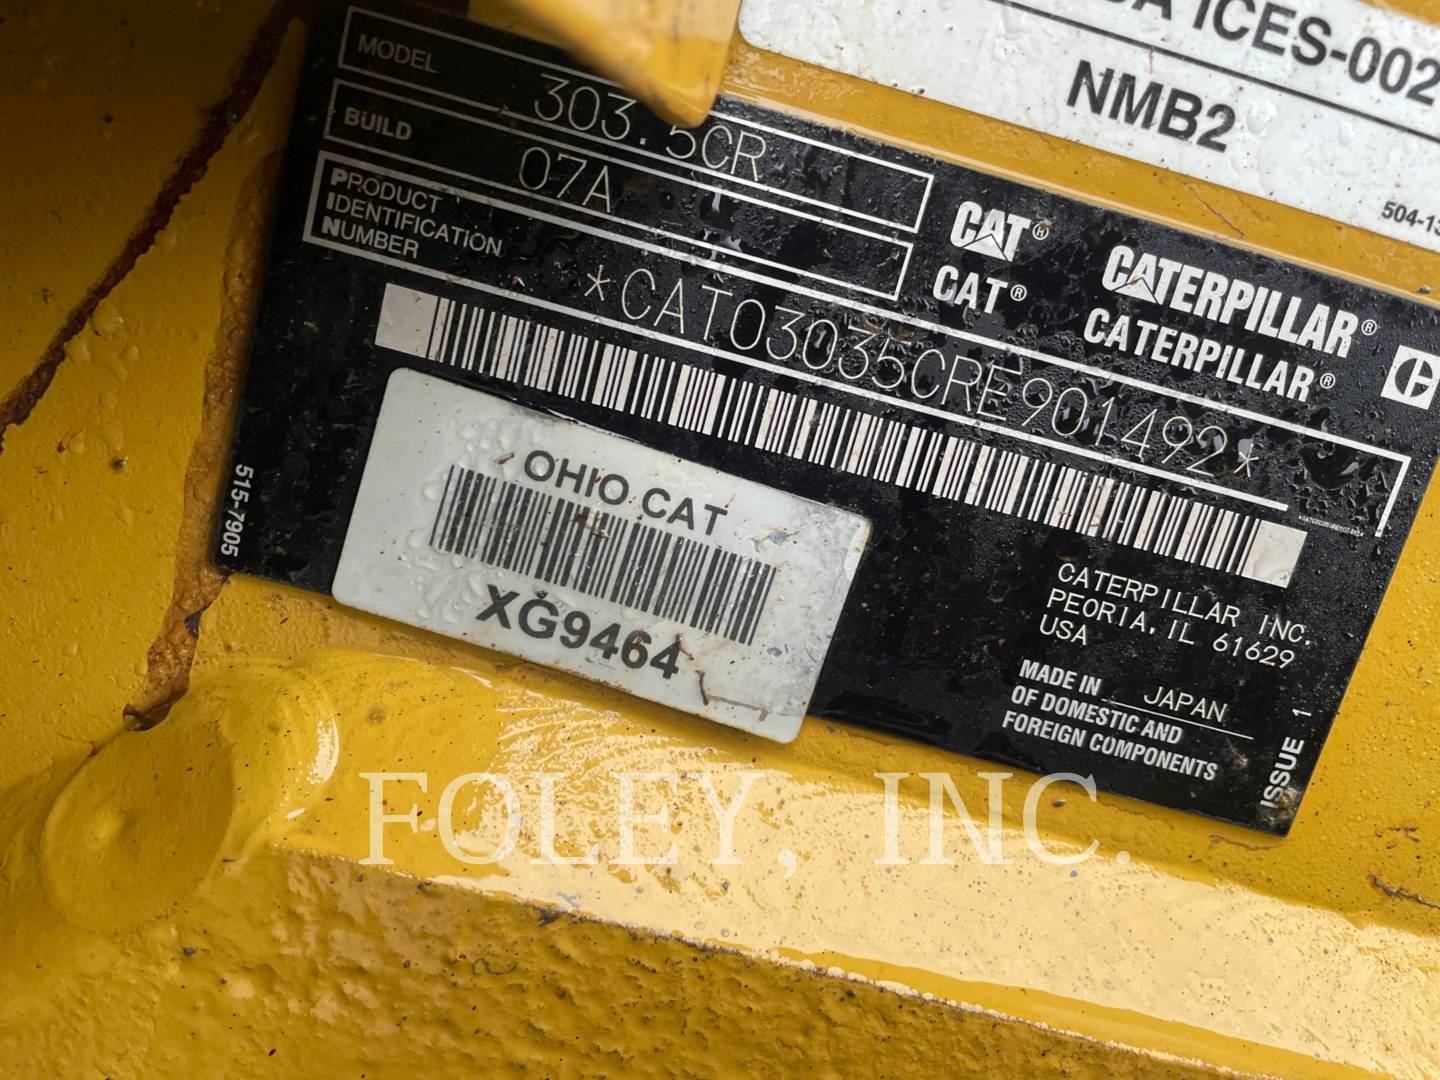 A ICES-002
NMB2
504-13
MODEL 303.5CR
BUILD 07A
PRODUCT
IDENTIFICATION
NUMBER
*CAT03035CRE901492*
CAT®
CAT®
CATERPILLAR®
CATERPILLAR®
515-7905
OHIO CAT
XG9464
CATERPILLAR INC.
PEORIA, IL 61629
USA
MADE IN JAPAN
OF DOMESTIC AND
FOREIGN COMPONENTS
ISSUE 1
FOLEY, INC.